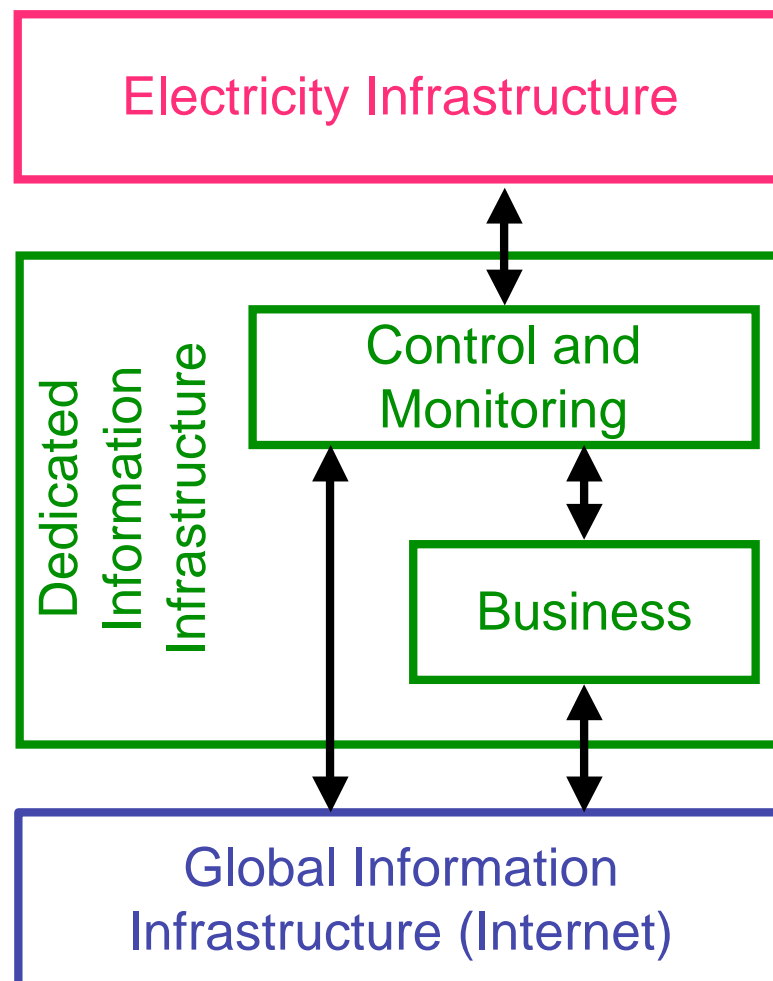 Electricity Infrastructure
Dedicated
Information
Infrastructure
Control and
Monitoring
Business
Global Information
Infrastructure (Internet)